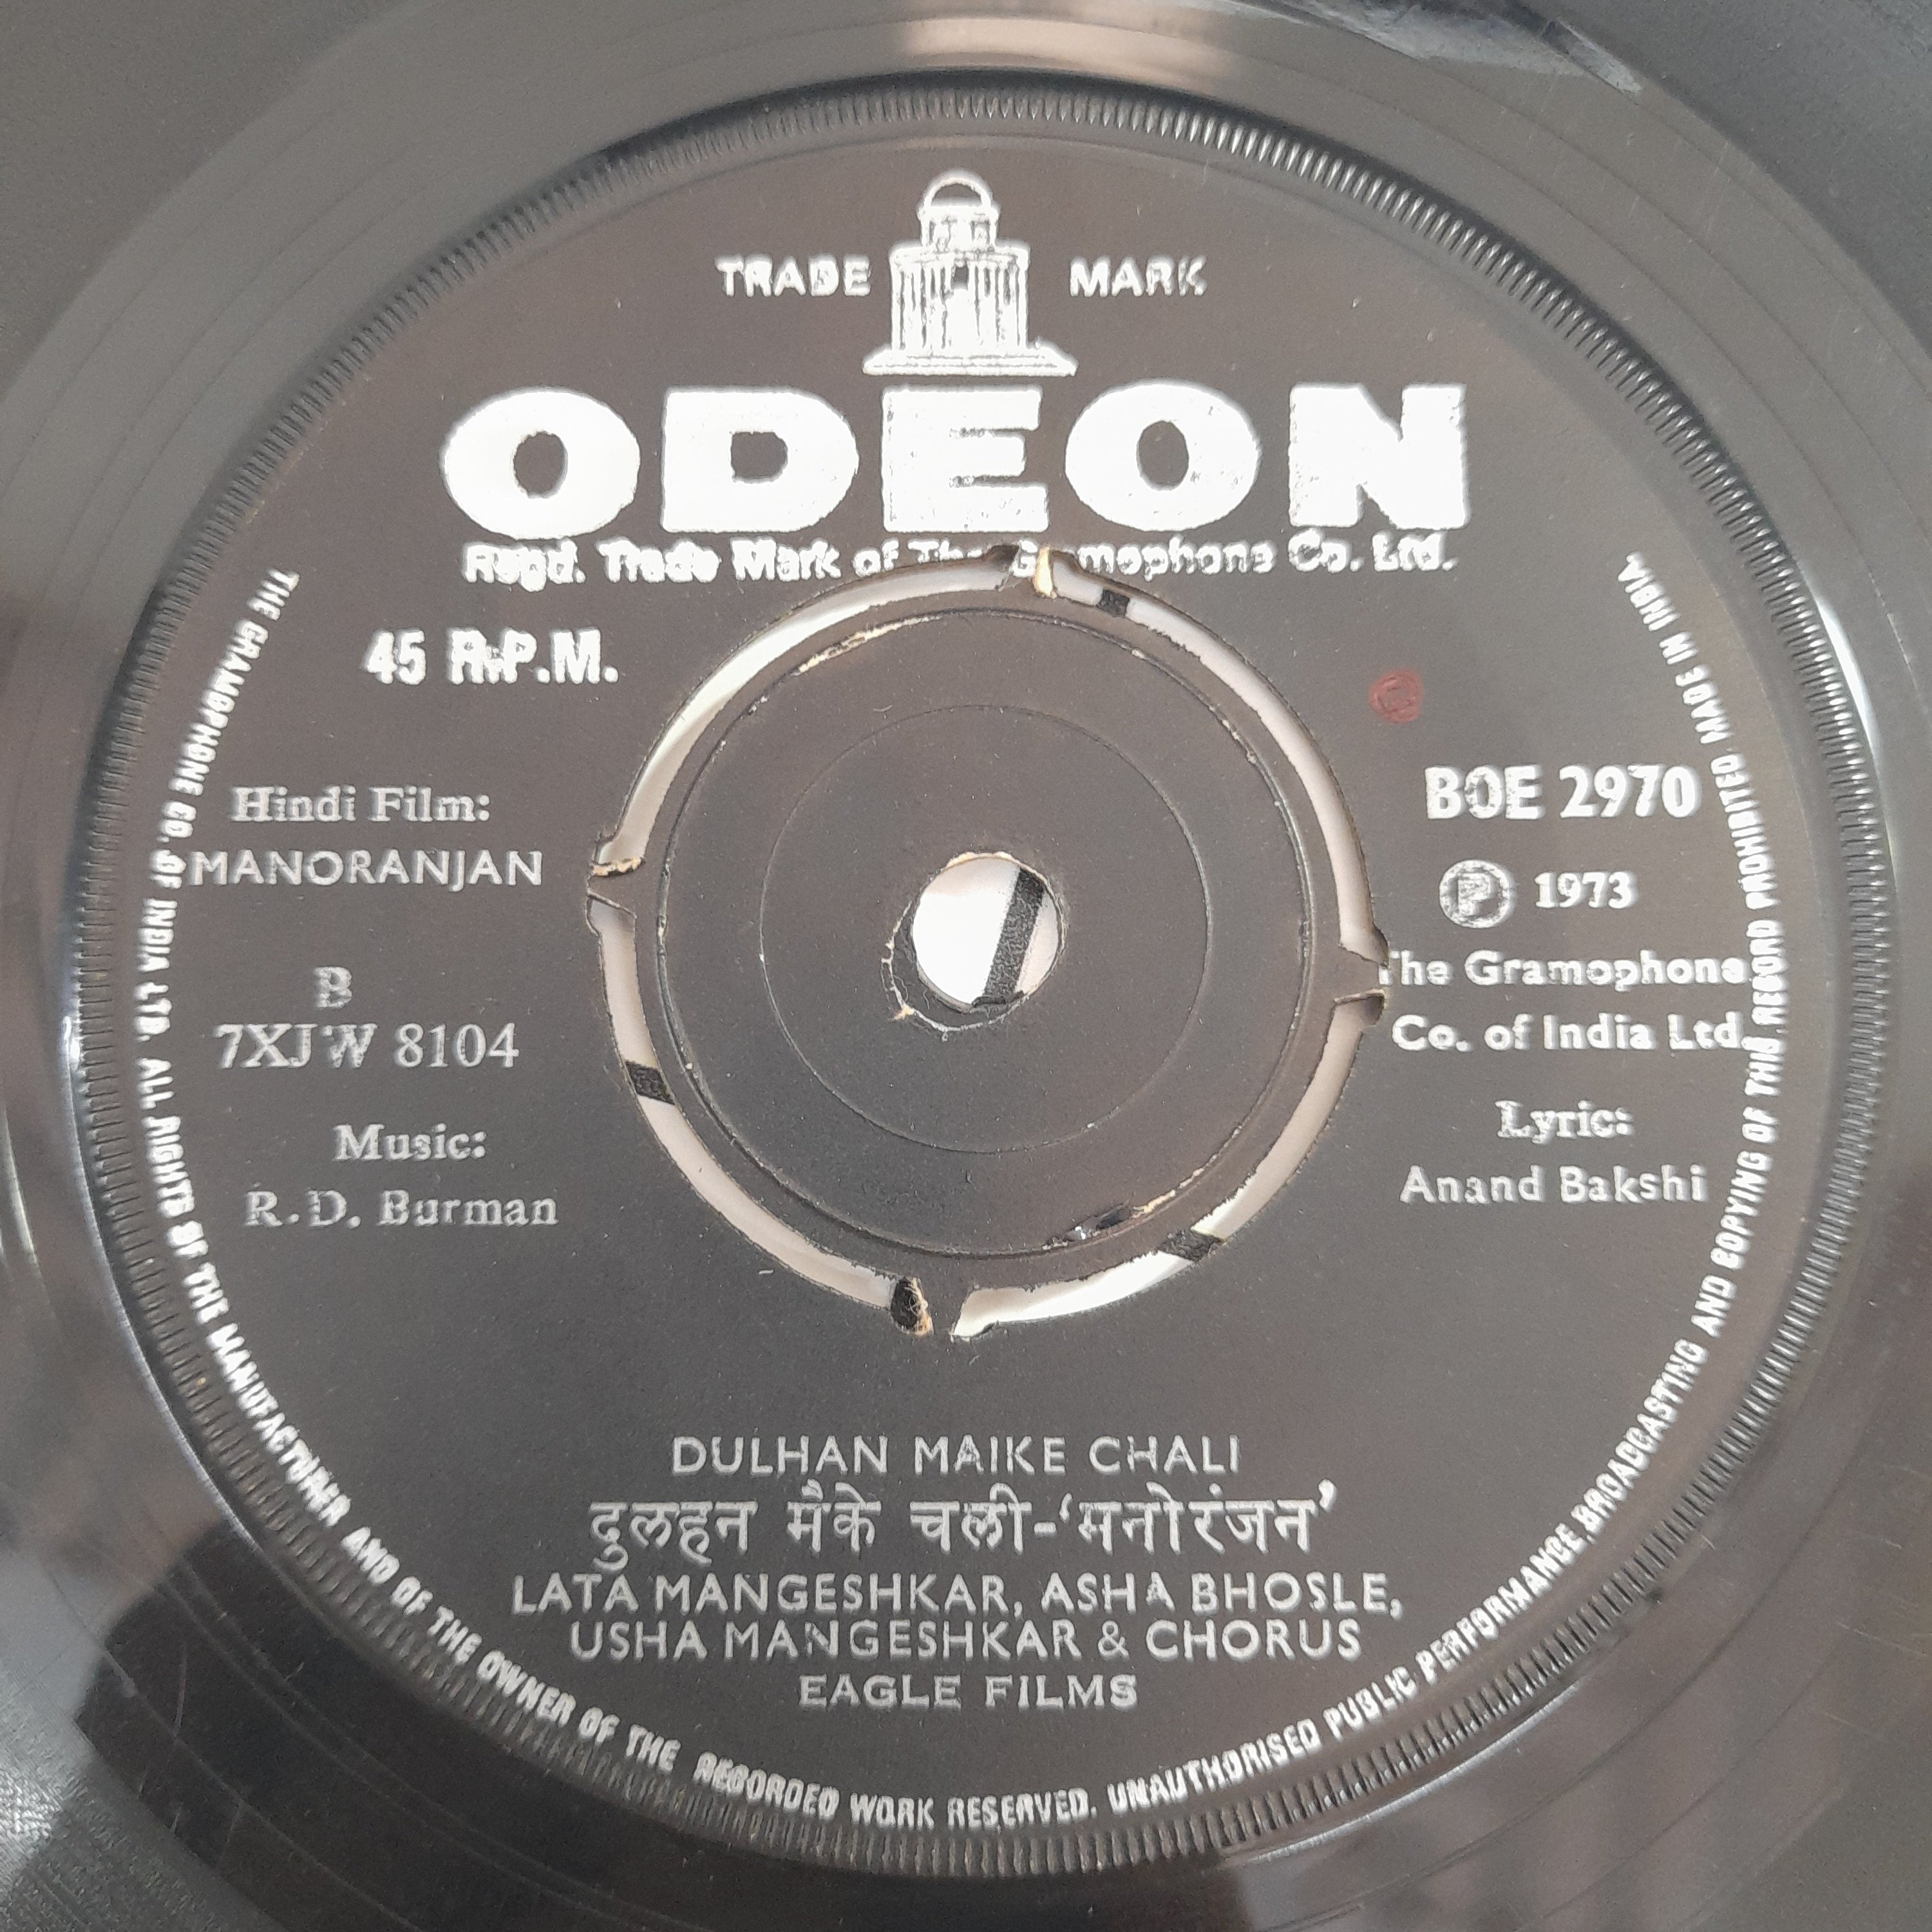 TRADE MARK
ODEON
Regd. Trade Mark of The Gramophone Co. Ltd.
45 R.P.M.
Hindi Film:
MANORANJAN
B
7XJW 8104
Music:
R.D. Burman
BOE 2970
Ⓟ 1973
The Gramophone
Co. of India Ltd.
Lyric:
Anand Bakshi
DULHAN MAIKE CHALI
दुलहन मैके चली-‘मनोरंजन’
LATA MANGESHKAR, ASHA BHOSLE,
USHA MANGESHKAR & CHORUS
EAGLE FILMS
THE GRAMOPHONE CO. OF INDIA LTD. ALL RIGHTS OF THE MANUFACTURER AND OF THE OWNER OF THE RECORDED WORK RESERVED. UNAUTHORISED PUBLIC PERFORMANCE, BROADCASTING AND COPYING OF THIS RECORD PROHIBITED MADE IN INDIA